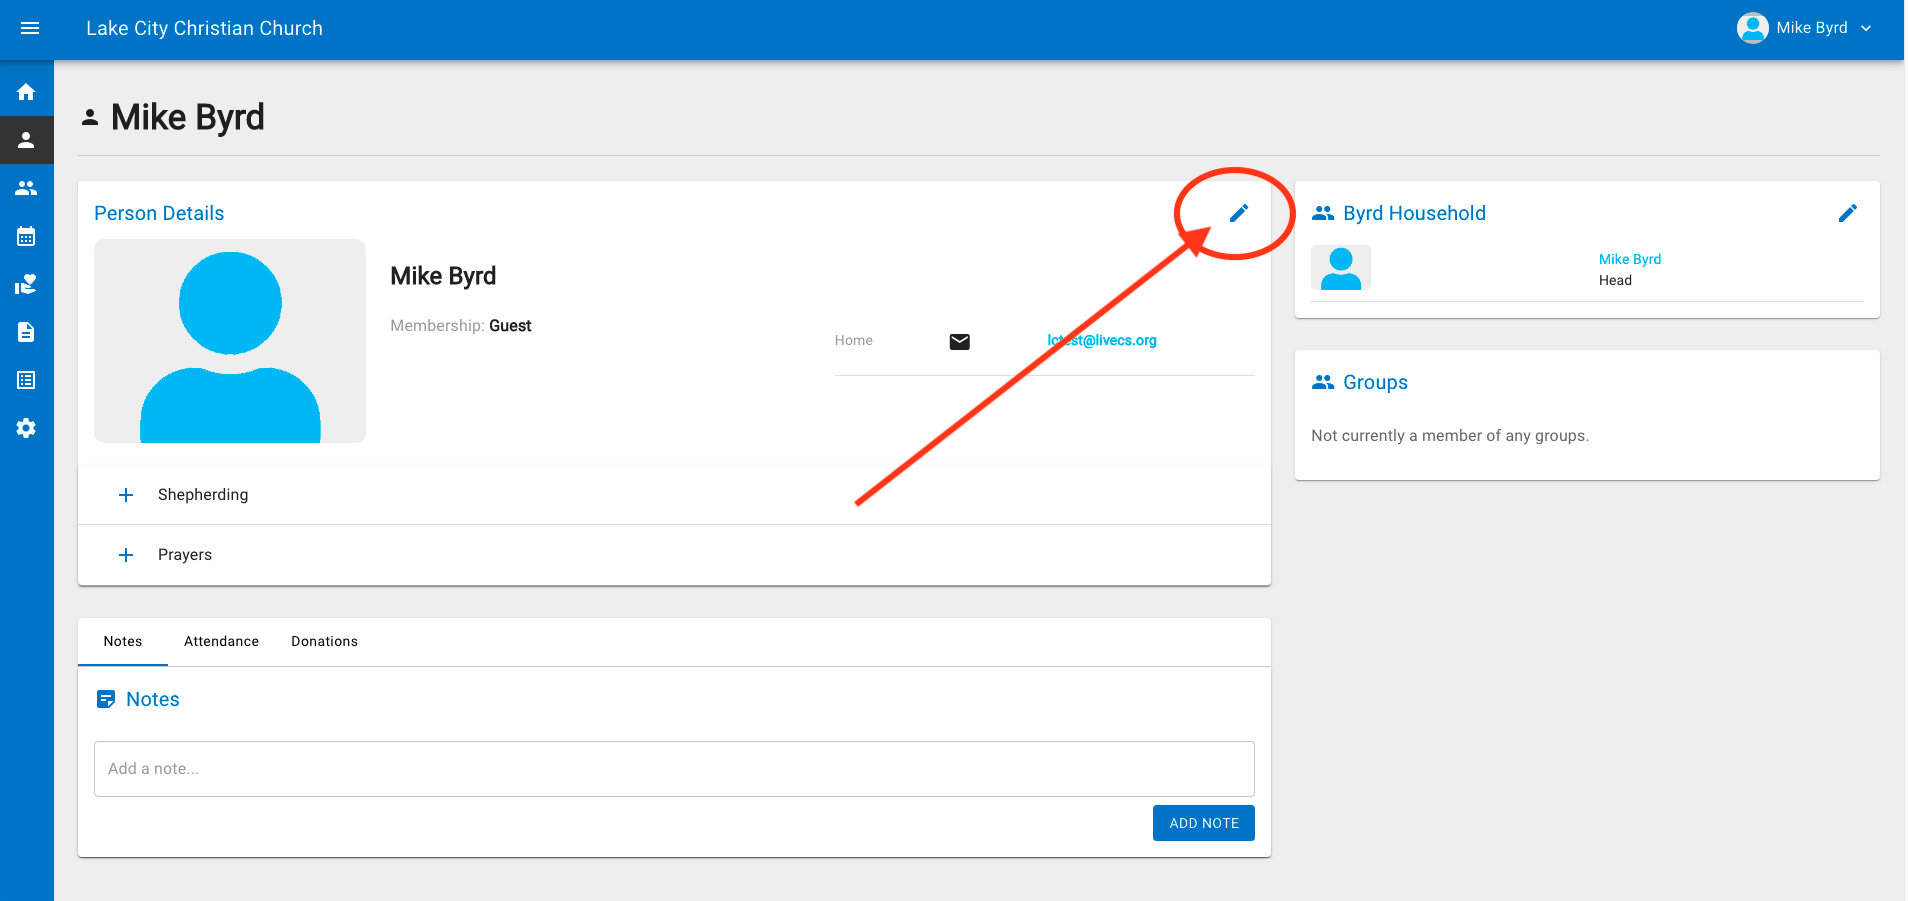 Lake City Christian Church
Mike Byrd
Mike Byrd
Person Details
Mike Byrd
Membership: Guest
Home
lctest@livecs.org
Shepherding
Prayers
Byrd Household
Mike Byrd
Head
Groups
Not currently a member of any groups.
Notes Attendance Donations
Notes
Add a note...
ADD NOTE